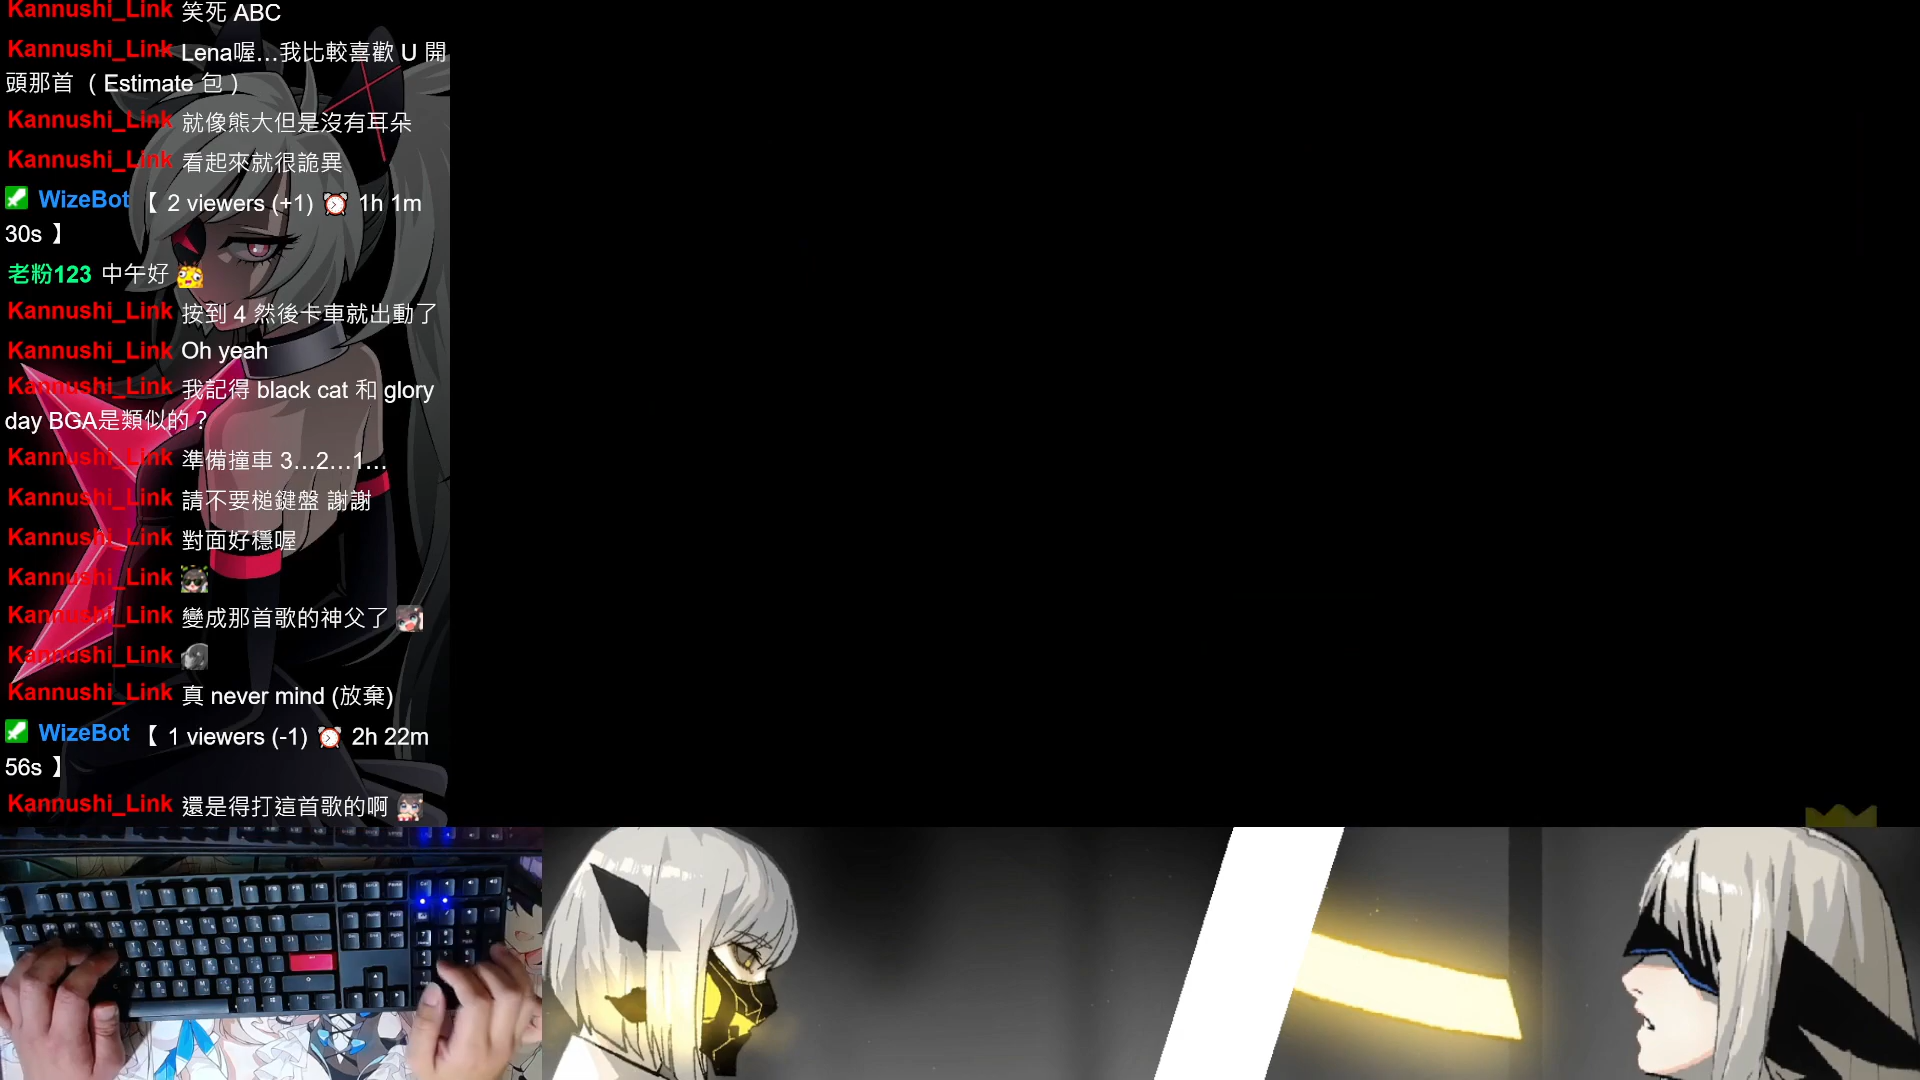 Kannushi_Link 笑死 ABC
Kannushi_Link Lena喔…我比較喜歡 U 開
頭那首 （ Estimate 包 ）
Kannushi_Link 就像熊大但是沒有耳朵
Kannushi_Link 看起來就很詭異
WizeBot 【 2 viewers (+1) ⏰ 1h 1m
30s 】
老粉123 中午好
Kannushi_Link 按到 4 然後卡車就出動了
Kannushi_Link Oh yeah
Kannushi_Link 我記得 black cat 和 glory
day BGA是類似的？
Kannushi_Link 準備撞車 3…2…1…
Kannushi_Link 請不要槌鍵盤 謝謝
Kannushi_Link 對面好穩喔
Kannushi_Link
Kannushi_Link 變成那首歌的神父了
Kannushi_Link
Kannushi_Link 真 never mind (放棄)
WizeBot 【 1 viewers (-1) ⏰ 2h 22m
56s 】
Kannushi_Link 還是得打這首歌的啊